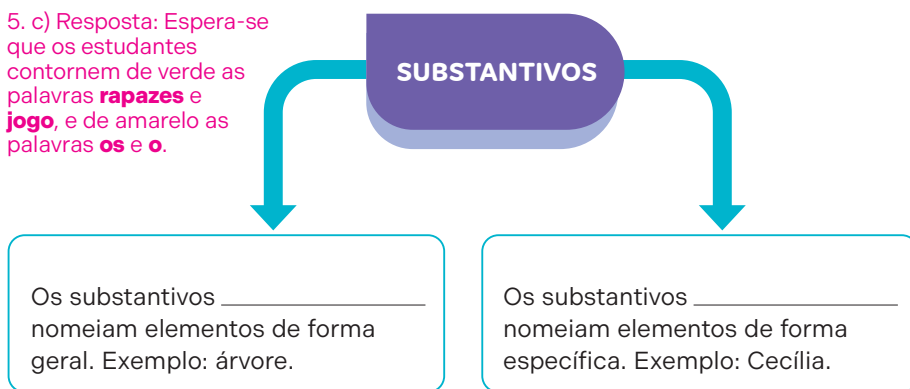 5. c) Resposta: Espera-se
que os estudantes
contornem de verde as
palavras rapazes e
jogo, e de amarelo as
palavras os e o.
SUBSTANTIVOS
Os substantivos _______________
nomeiam elementos de forma
geral. Exemplo: árvore.
Os substantivos _______________
nomeiam elementos de forma
específica. Exemplo: Cecília.